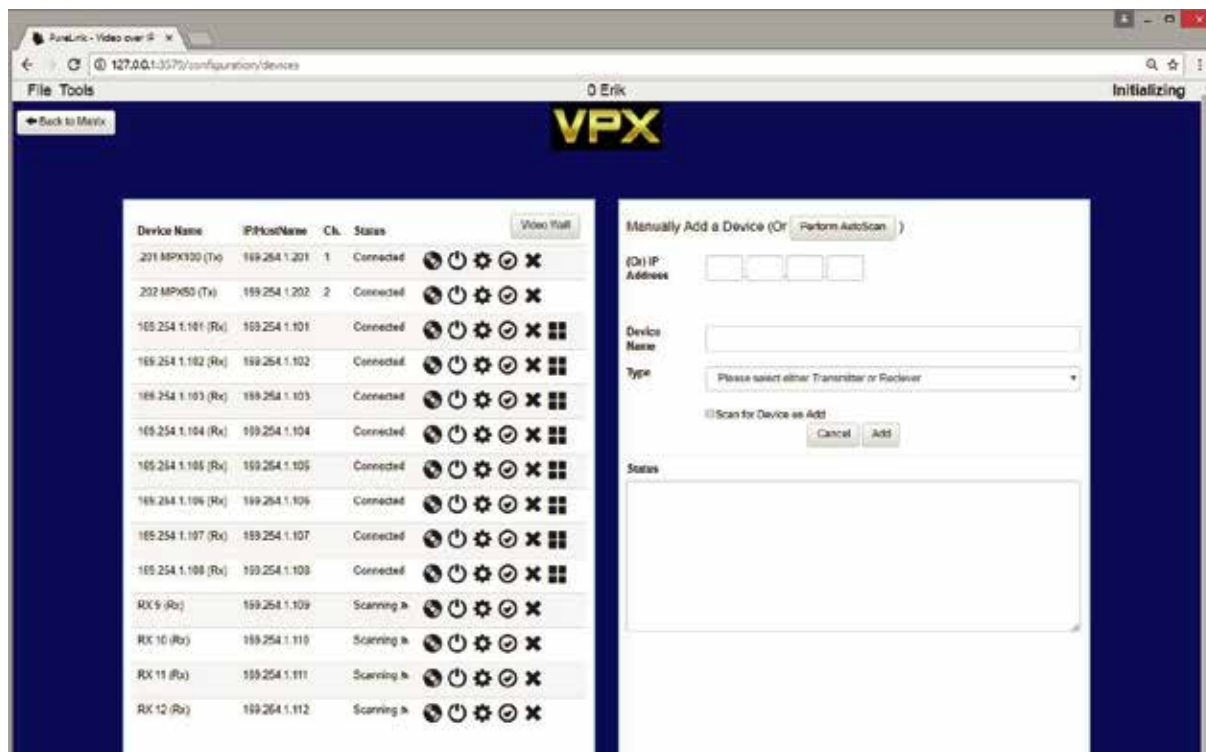 PureLink - Video over IP
127.0.0.1:3570/configuration/devices
File Tools 0 Erik Initializing
Back to Matrix
VPX
Device Name IP/HostName Ch. Status Video Wall
.201 MPX100 (Tx) 169.254.1.201 1 Connected
.202 MPX50 (Tx) 169.254.1.202 2 Connected
169.254.1.101 (Rx) 169.254.1.101 Connected
169.254.1.102 (Rx) 169.254.1.102 Connected
169.254.1.103 (Rx) 169.254.1.103 Connected
169.254.1.104 (Rx) 169.254.1.104 Connected
169.254.1.105 (Rx) 169.254.1.105 Connected
169.254.1.106 (Rx) 169.254.1.106 Connected
169.254.1.107 (Rx) 169.254.1.107 Connected
169.254.1.108 (Rx) 169.254.1.108 Connected
RX 9 (Rx) 169.254.1.109 Scanning
RX 10 (Rx) 169.254.1.110 Scanning
RX 11 (Rx) 169.254.1.111 Scanning
RX 12 (Rx) 169.254.1.112 Scanning
Manually Add a Device (Or Perform AutoScan )
(Or) IP
Address
Device
Name
Type Please select either Transmitter or Reciever
Scan for Device on Add
Cancel Add
Status